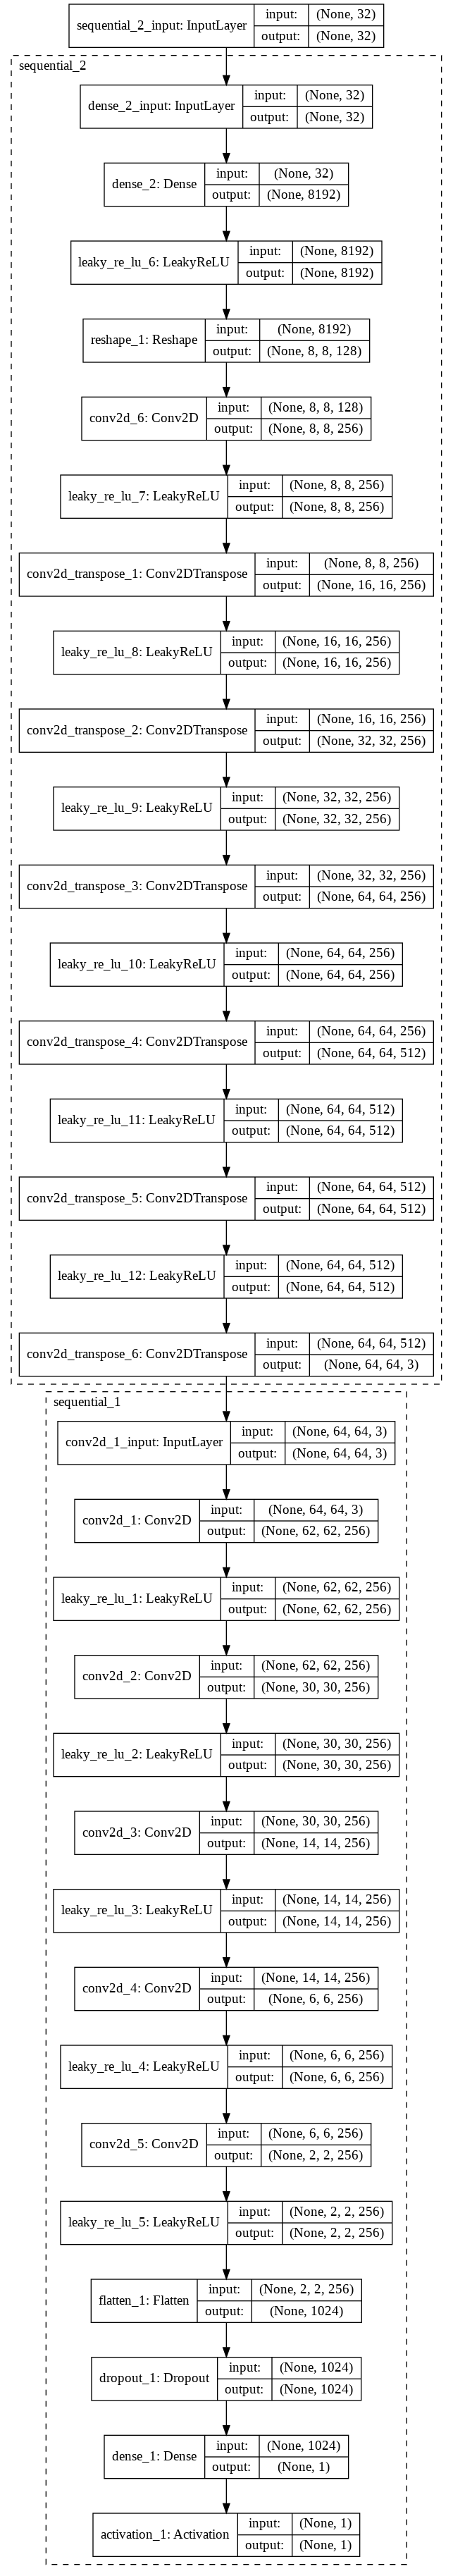 sequential_2_input: InputLayer
input: (None, 32)
output: (None, 32)
sequential_2
dense_2_input: InputLayer
input: (None, 32)
output: (None, 32)
dense_2: Dense
input: (None, 32)
output: (None, 8192)
leaky_re_lu_6: LeakyReLU
input: (None, 8192)
output: (None, 8192)
reshape_1: Reshape
input: (None, 8192)
output: (None, 8, 8, 128)
conv2d_6: Conv2D
input: (None, 8, 8, 128)
output: (None, 8, 8, 256)
leaky_re_lu_7: LeakyReLU
input: (None, 8, 8, 256)
output: (None, 8, 8, 256)
conv2d_transpose_1: Conv2DTranspose
input: (None, 8, 8, 256)
output: (None, 16, 16, 256)
leaky_re_lu_8: LeakyReLU
input: (None, 16, 16, 256)
output: (None, 16, 16, 256)
conv2d_transpose_2: Conv2DTranspose
input: (None, 16, 16, 256)
output: (None, 32, 32, 256)
leaky_re_lu_9: LeakyReLU
input: (None, 32, 32, 256)
output: (None, 32, 32, 256)
conv2d_transpose_3: Conv2DTranspose
input: (None, 32, 32, 256)
output: (None, 64, 64, 256)
leaky_re_lu_10: LeakyReLU
input: (None, 64, 64, 256)
output: (None, 64, 64, 256)
conv2d_transpose_4: Conv2DTranspose
input: (None, 64, 64, 256)
output: (None, 64, 64, 512)
leaky_re_lu_11: LeakyReLU
input: (None, 64, 64, 512)
output: (None, 64, 64, 512)
conv2d_transpose_5: Conv2DTranspose
input: (None, 64, 64, 512)
output: (None, 64, 64, 512)
leaky_re_lu_12: LeakyReLU
input: (None, 64, 64, 512)
output: (None, 64, 64, 512)
conv2d_transpose_6: Conv2DTranspose
input: (None, 64, 64, 512)
output: (None, 64, 64, 3)
sequential_1
conv2d_1_input: InputLayer
input: (None, 64, 64, 3)
output: (None, 64, 64, 3)
conv2d_1: Conv2D
input: (None, 64, 64, 3)
output: (None, 62, 62, 256)
leaky_re_lu_1: LeakyReLU
input: (None, 62, 62, 256)
output: (None, 62, 62, 256)
conv2d_2: Conv2D
input: (None, 62, 62, 256)
output: (None, 30, 30, 256)
leaky_re_lu_2: LeakyReLU
input: (None, 30, 30, 256)
output: (None, 30, 30, 256)
conv2d_3: Conv2D
input: (None, 30, 30, 256)
output: (None, 14, 14, 256)
leaky_re_lu_3: LeakyReLU
input: (None, 14, 14, 256)
output: (None, 14, 14, 256)
conv2d_4: Conv2D
input: (None, 14, 14, 256)
output: (None, 6, 6, 256)
leaky_re_lu_4: LeakyReLU
input: (None, 6, 6, 256)
output: (None, 6, 6, 256)
conv2d_5: Conv2D
input: (None, 6, 6, 256)
output: (None, 2, 2, 256)
leaky_re_lu_5: LeakyReLU
input: (None, 2, 2, 256)
output: (None, 2, 2, 256)
flatten_1: Flatten
input: (None, 2, 2, 256)
output: (None, 1024)
dropout_1: Dropout
input: (None, 1024)
output: (None, 1024)
dense_1: Dense
input: (None, 1024)
output: (None, 1)
activation_1: Activation
input: (None, 1)
output: (None, 1)